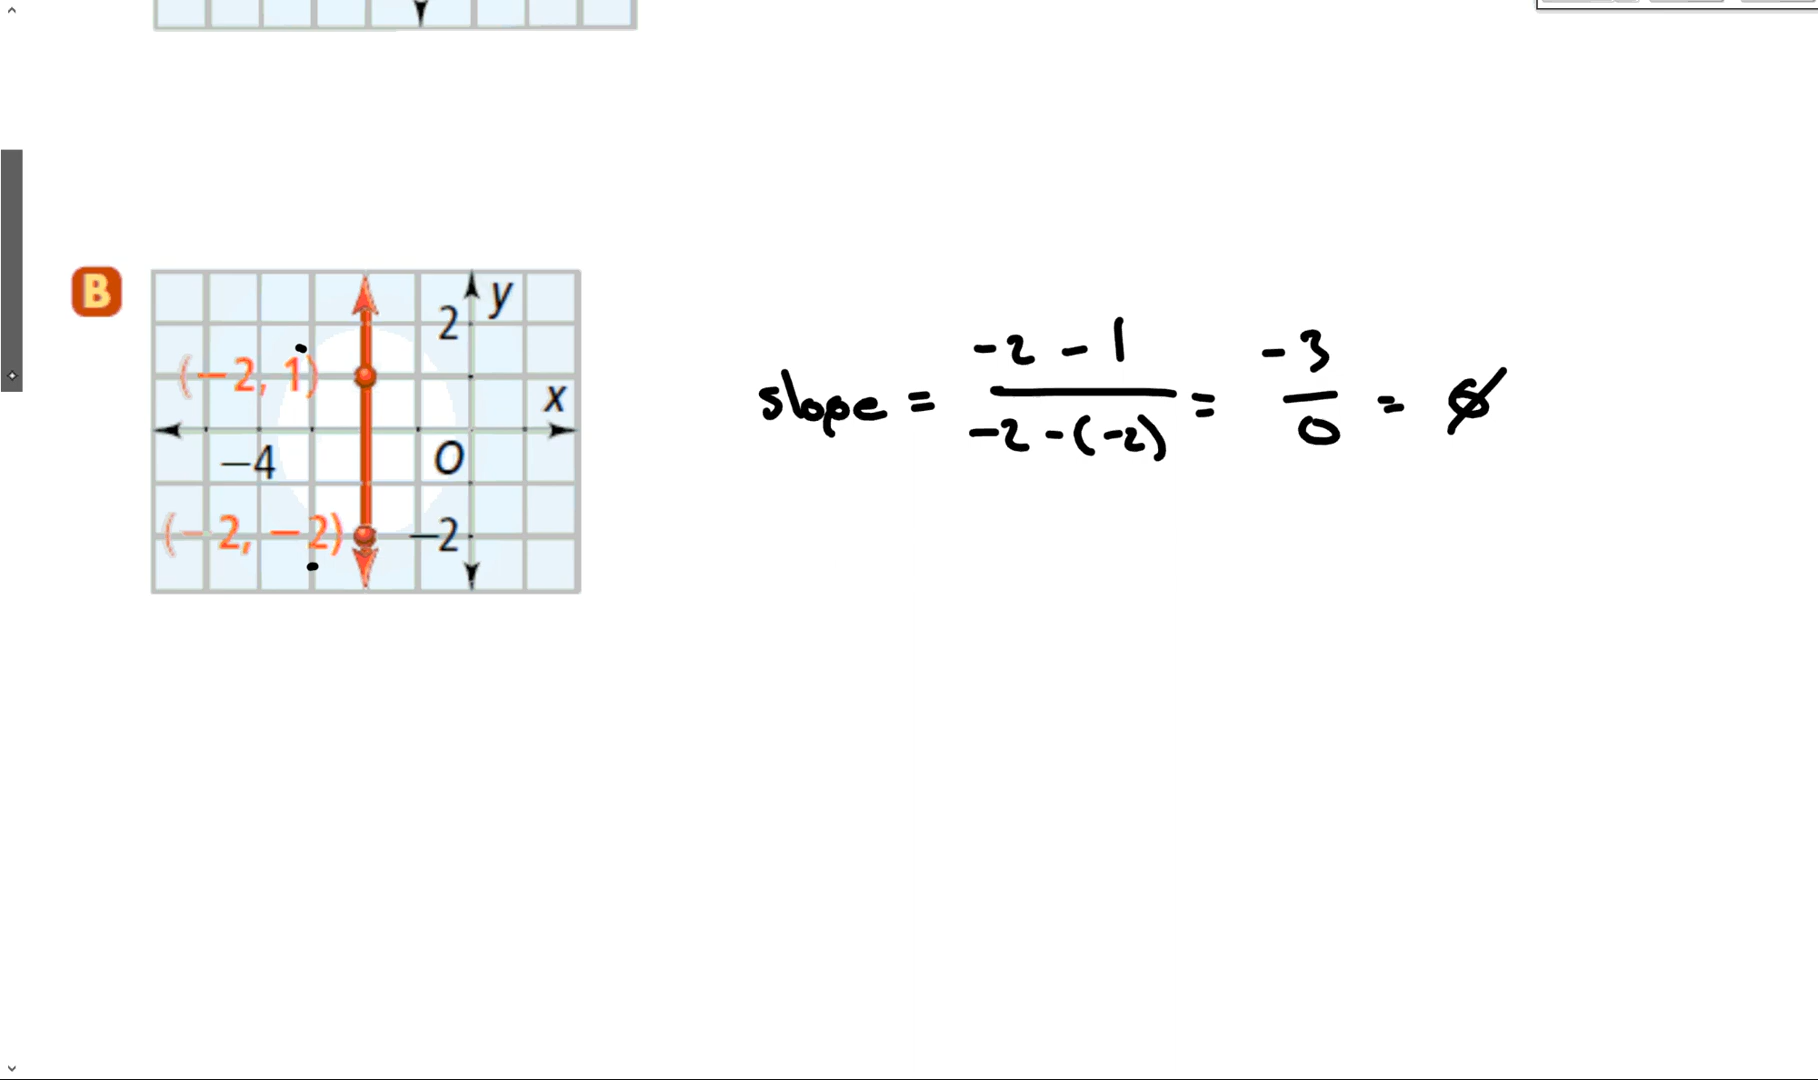 B
y
2
(−2, 1)
x
−4
O
(−2, −2)
−2
slope = -2 - 1 / -2 - (-2) = -3 / 0 = ∅